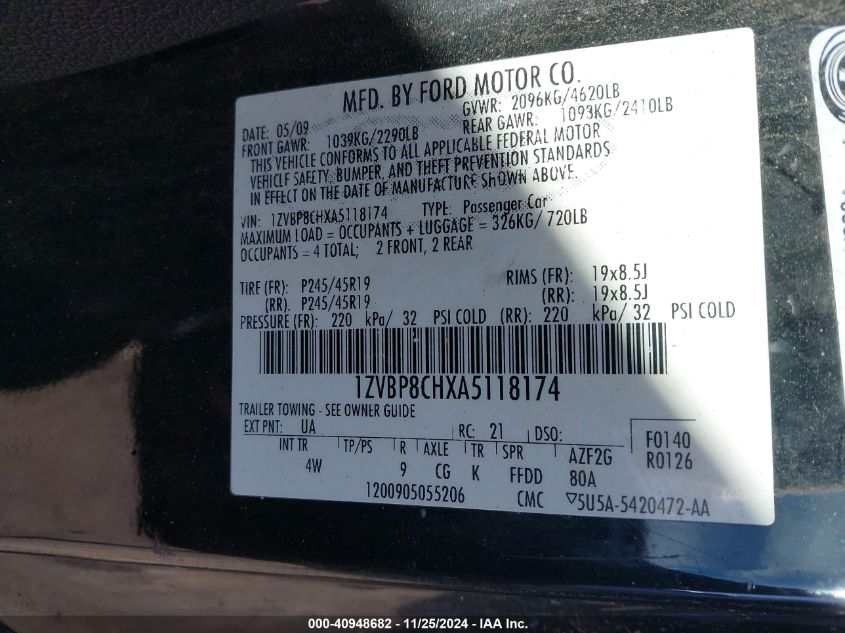 MFD. BY FORD MOTOR CO.
DATE: 05/09 GVWR: 2096KG/4620LB
FRONT GAWR: 1039KG/2290LB REAR GAWR: 1093KG/2410LB
THIS VEHICLE CONFORMS TO ALL APPLICABLE FEDERAL MOTOR
VEHICLE SAFETY, BUMPER, AND THEFT PREVENTION STANDARDS
IN EFFECT ON THE DATE OF MANUFACTURE SHOWN ABOVE.
VIN: 1ZVBP8CHXA5118174 TYPE: Passenger Car
MAXIMUM LOAD = OCCUPANTS + LUGGAGE = 326KG/ 720LB
OCCUPANTS = 4 TOTAL; 2 FRONT, 2 REAR
TIRE (FR): P245/45R19 RIMS (FR): 19x8.5J
(RR). P245/45R19 (RR): 19x8.5J
PRESSURE (FR): 220 kPa/ 32 PSI COLD (RR): 220 kPa/ 32 PSI COLD
1ZVBP8CHXA5118174
TRAILER TOWING - SEE OWNER GUIDE
EXT PNT: UA RC: 21 DSO: F0140
INT TR TP/PS R AXLE TR SPR AZF2G R0126
4W 9 CG K FFDD 80A
1200905055206 CMC ▽5U5A-5420472-AA
000-40948682 - 11/25/2024 - IAA Inc.